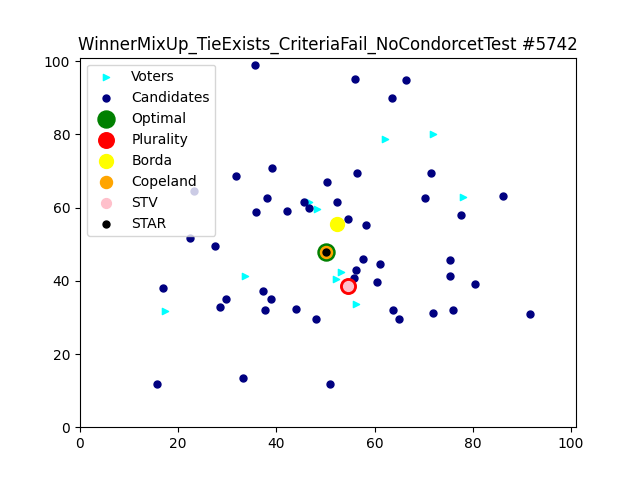 WinnerMixUp_TieExists_CriteriaFail_NoCondorcetTest #5742
100
80
60
40
20
0
Voters
Candidates
Optimal
Plurality
Borda
Copeland
STV
STAR
0 20 40 60 80 100